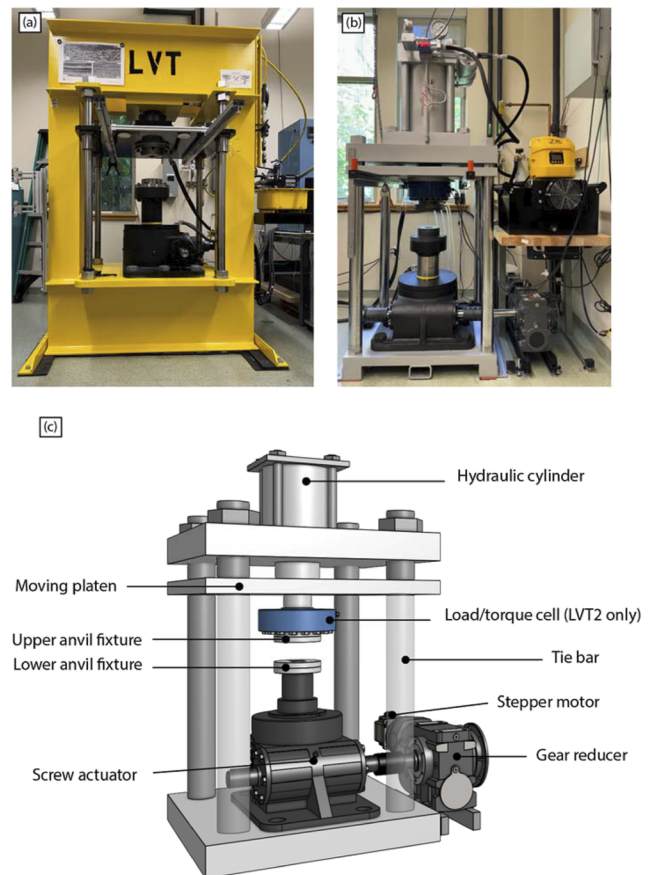 (a)
LVT
(b)
(c)
Hydraulic cylinder
Moving platen
Load/torque cell (LVT2 only)
Upper anvil fixture
Lower anvil fixture
Tie bar
Stepper motor
Gear reducer
Screw actuator